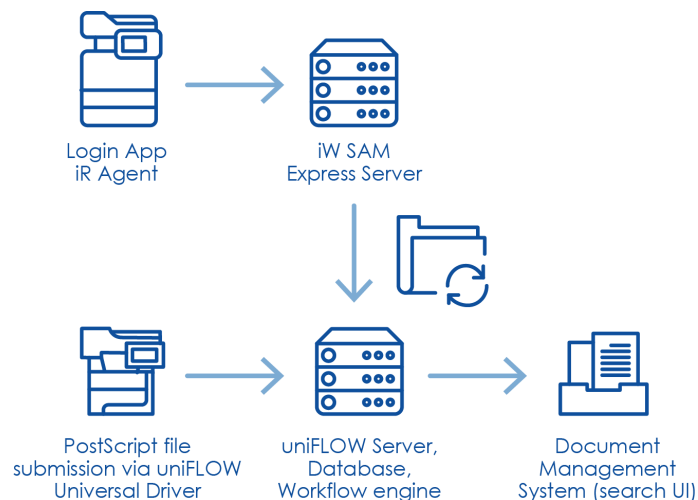 Login App
iR Agent
iW SAM
Express Server
PostScript file
submission via uniFLOW
Universal Driver
uniFLOW Server,
Database,
Workflow engine
Document
Management
System (search UI)